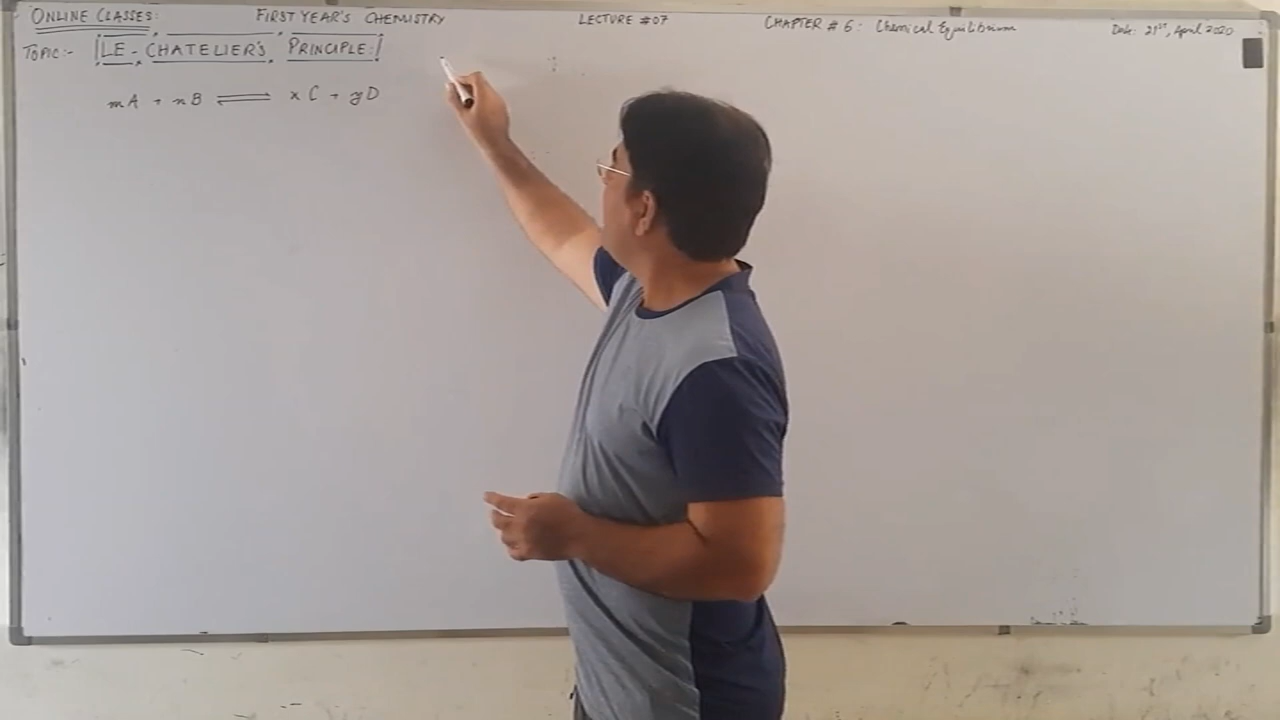 ONLINE CLASSES: FIRST YEAR'S CHEMISTRY LECTURE #07 CHAPTER # 6: Chemical Equilibrium Date: 21st, April 2020
TOPIC:- LE-CHATELIER'S PRINCIPLE:
mA + nB ⇌ xC + yD